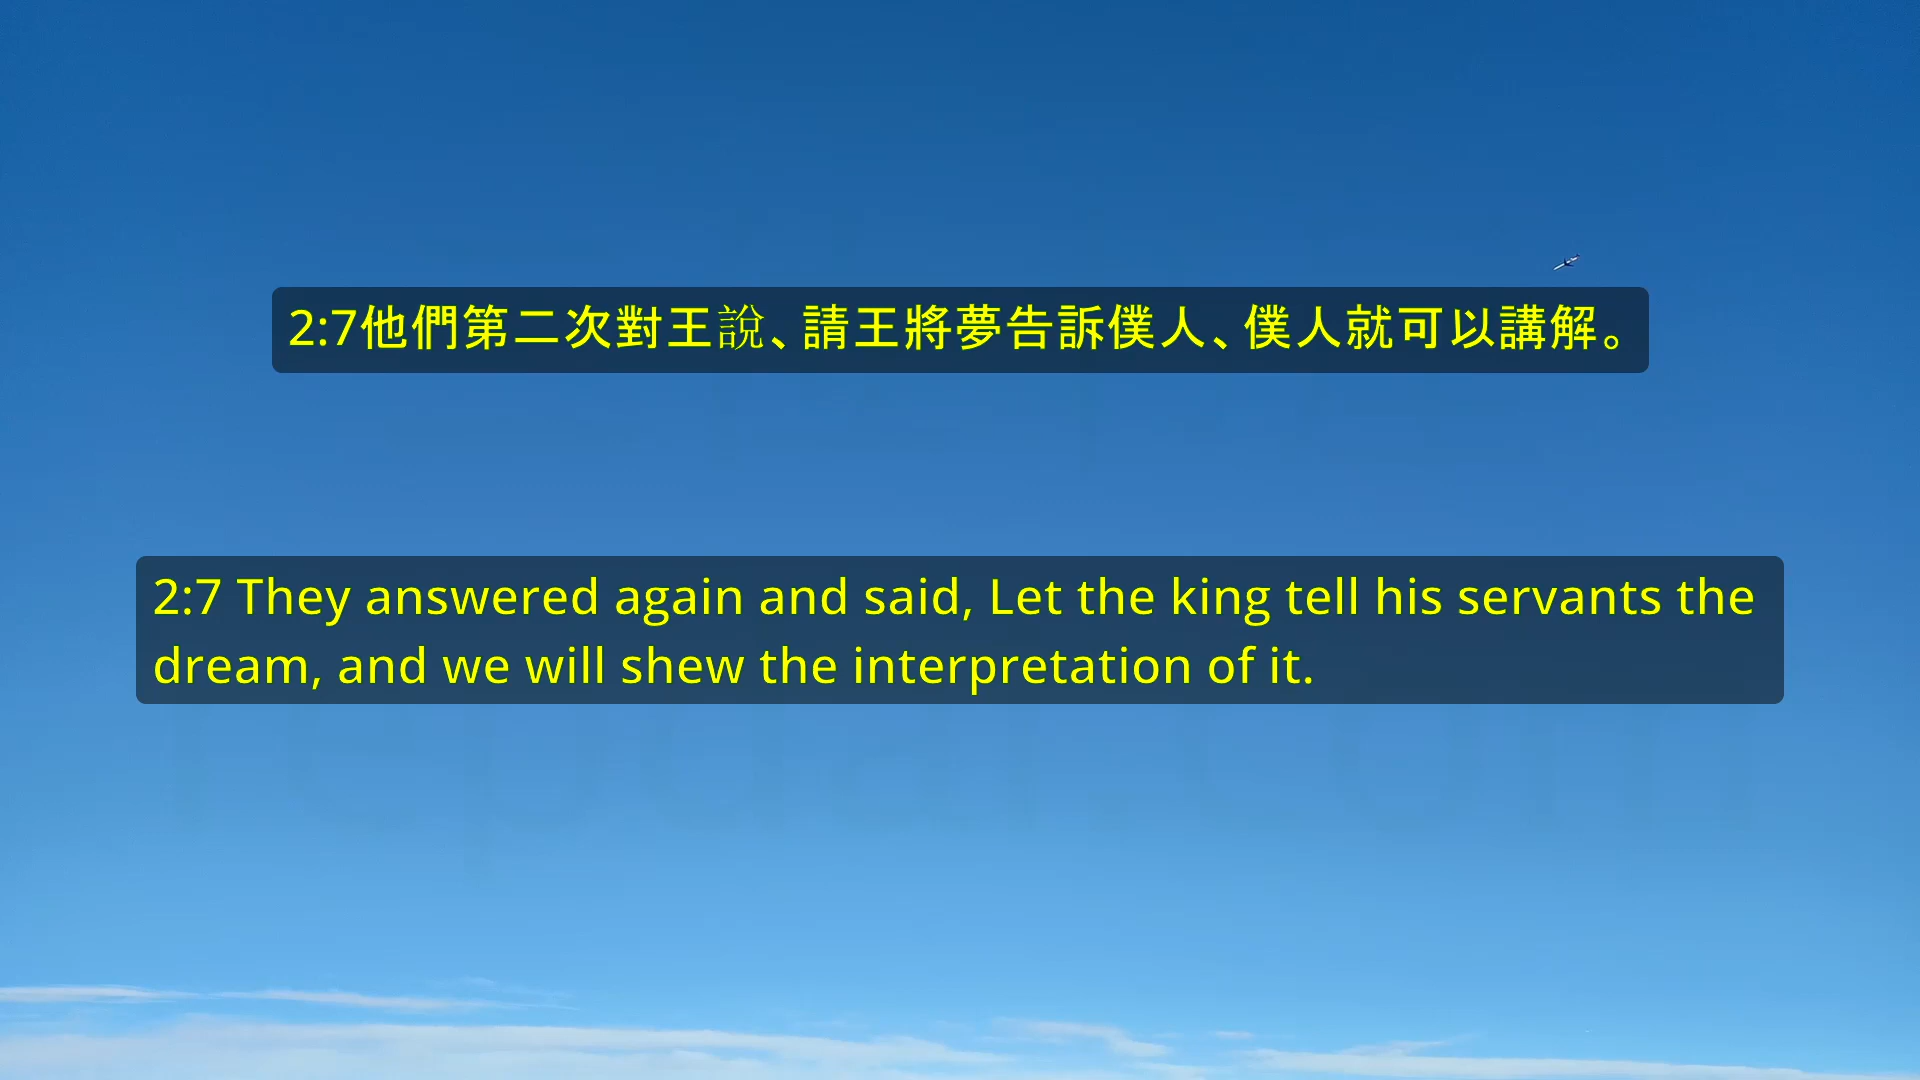 2:7他們第二次對王說、請王將夢告訴僕人、僕人就可以講解。
2:7 They answered again and said, Let the king tell his servants the
dream, and we will shew the interpretation of it.